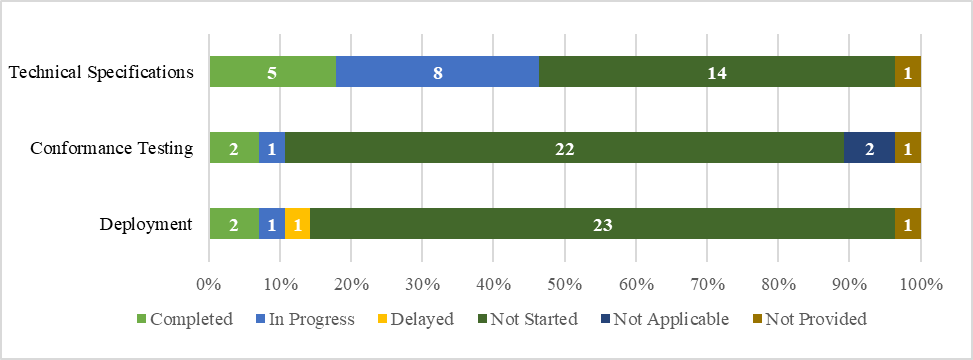 Technical Specifications 5 8 14 1
Conformance Testing 2 1 22 2 1
Deployment 2 1 1 23 1
0% 10% 20% 30% 40% 50% 60% 70% 80% 90% 100%
Completed In Progress Delayed Not Started Not Applicable Not Provided